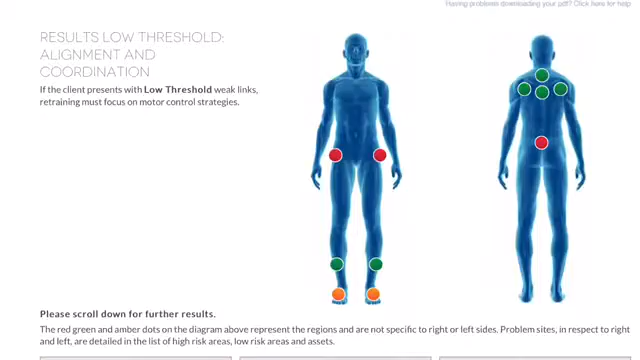 Having problems downloading your pdf? Click here for help
RESULTS LOW THRESHOLD:
ALIGNMENT AND
COORDINATION
If the client presents with Low Threshold weak links,
retraining must focus on motor control strategies.
Please scroll down for further results.
The red green and amber dots on the diagram above represent the regions and are not specific to right or left sides. Problem sites, in respect to right
and left, are detailed in the list of high risk areas, low risk areas and assets.